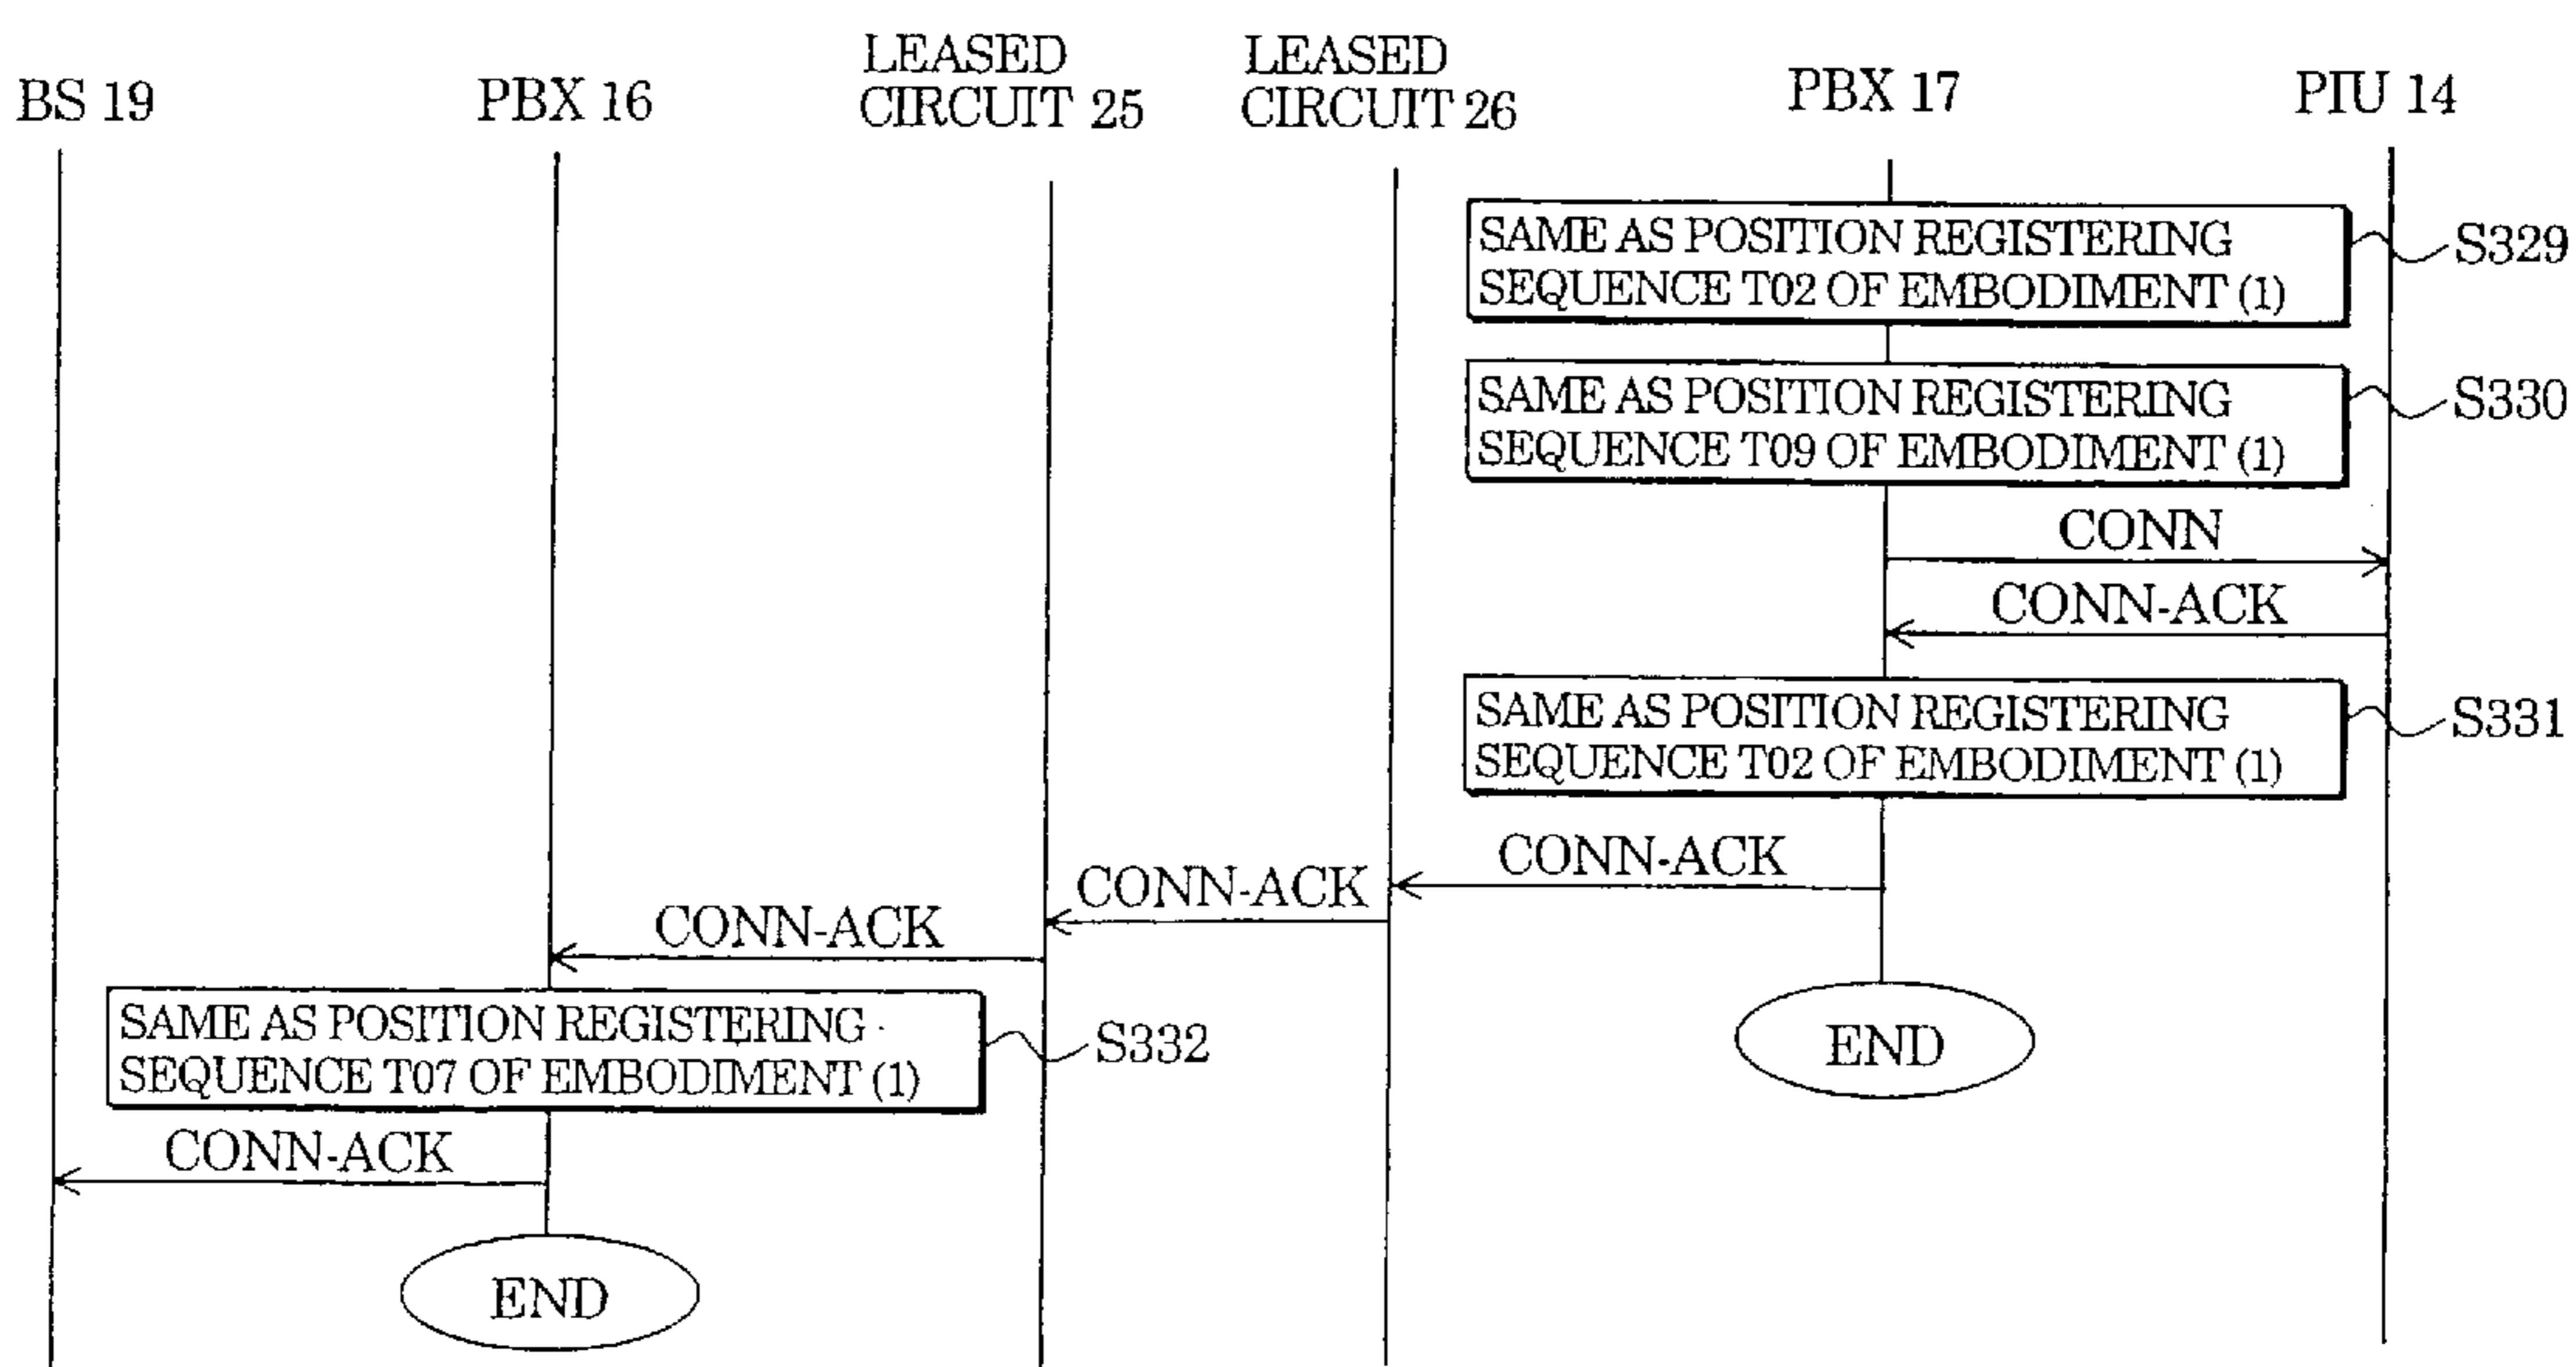 BS 19
PBX 16
LEASED
CIRCUIT 25
LEASED
CIRCUIT 26
PBX 17
PIU 14
SAME AS POSITION REGISTERING
SEQUENCE T02 OF EMBODIMENT (1)
S329
SAME AS POSITION REGISTERING
SEQUENCE T09 OF EMBODIMENT (1)
S330
CONN
CONN-ACK
SAME AS POSITION REGISTERING
SEQUENCE T02 OF EMBODIMENT (1)
S331
CONN-ACK
CONN-ACK
CONN-ACK
SAME AS POSITION REGISTERING
SEQUENCE T07 OF EMBODIMENT (1)
S332
END
CONN-ACK
END